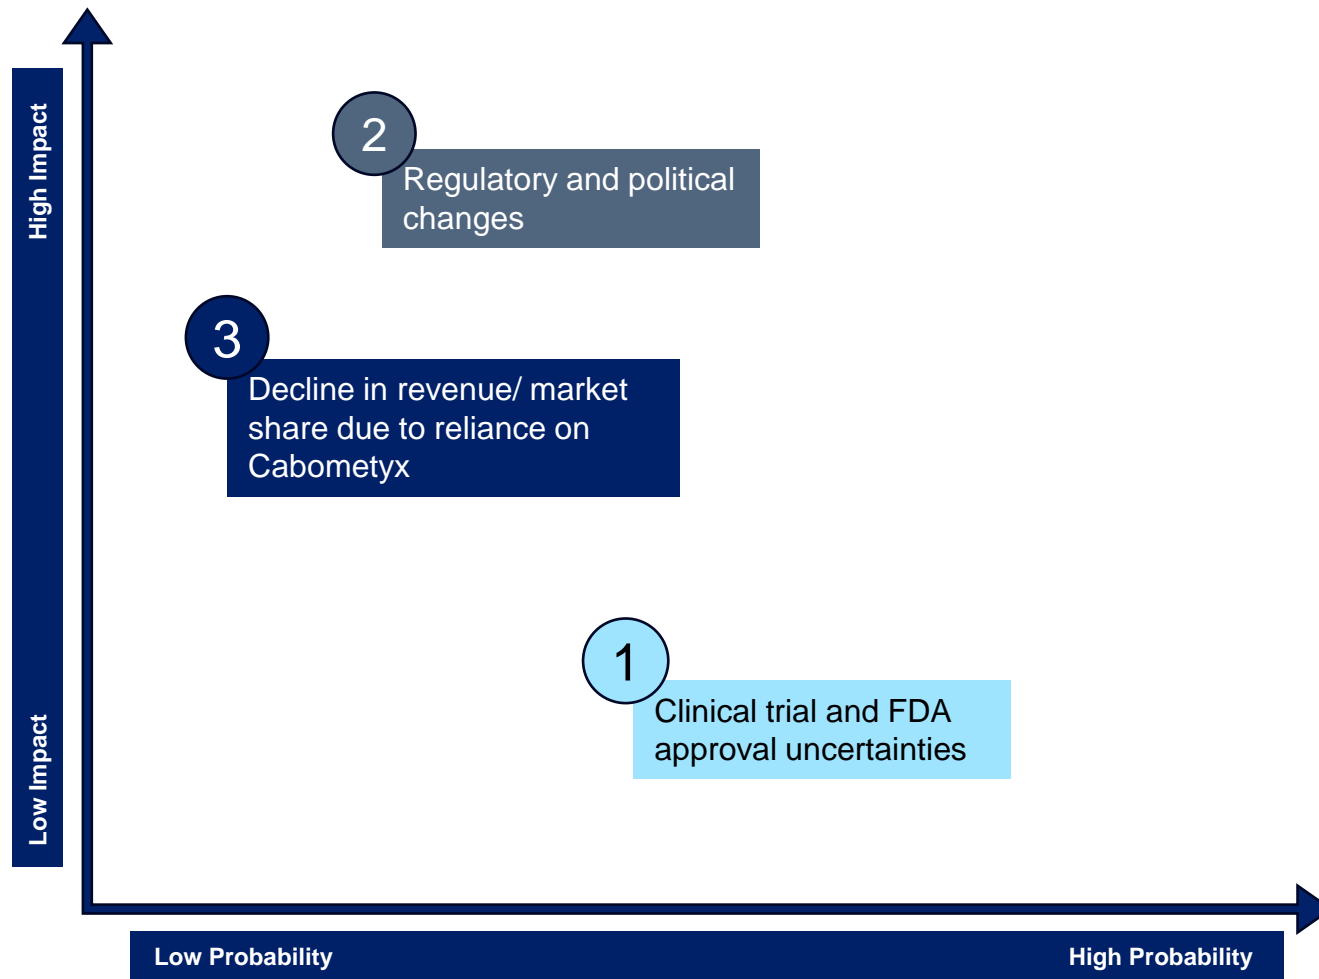 High Impact
2
Regulatory and political
changes
3
Decline in revenue/ market
share due to reliance on
Cabometyx
1
Clinical trial and FDA
approval uncertainties
Low Impact
Low Probability
High Probability